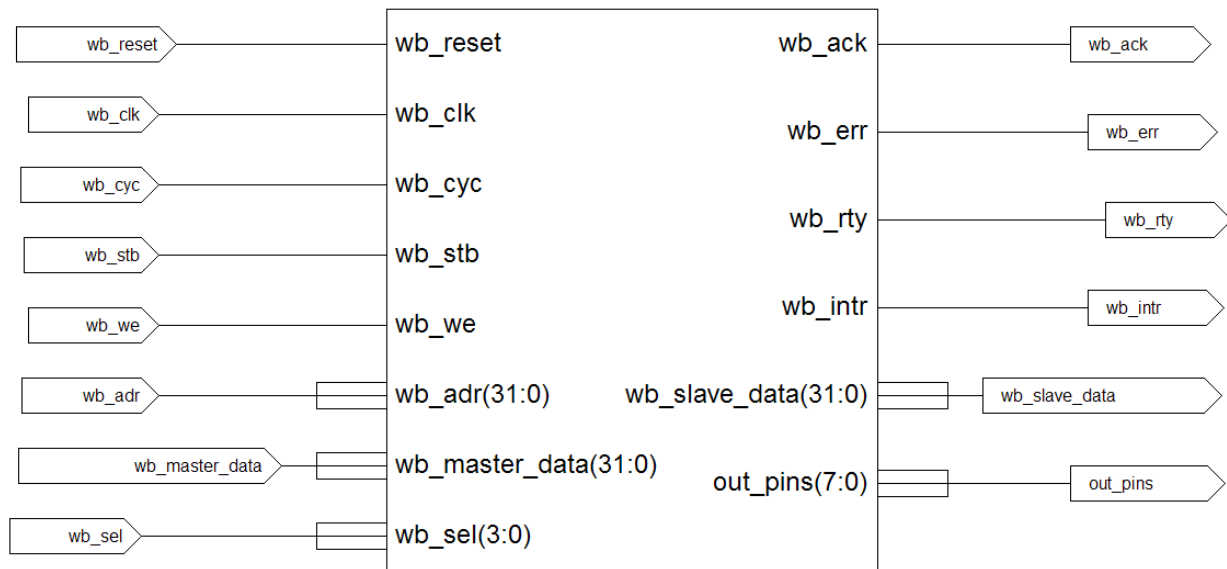 wb_reset wb_reset wb_ack wb_ack
wb_clk wb_clk
wb_err wb_err
wb_cyc wb_cyc
wb_rty wb_rty
wb_stb wb_stb
wb_intr wb_intr
wb_we wb_we
wb_adr wb_adr(31:0) wb_slave_data(31:0) wb_slave_data
wb_master_data wb_master_data(31:0)
out_pins(7:0) out_pins
wb_sel wb_sel(3:0)